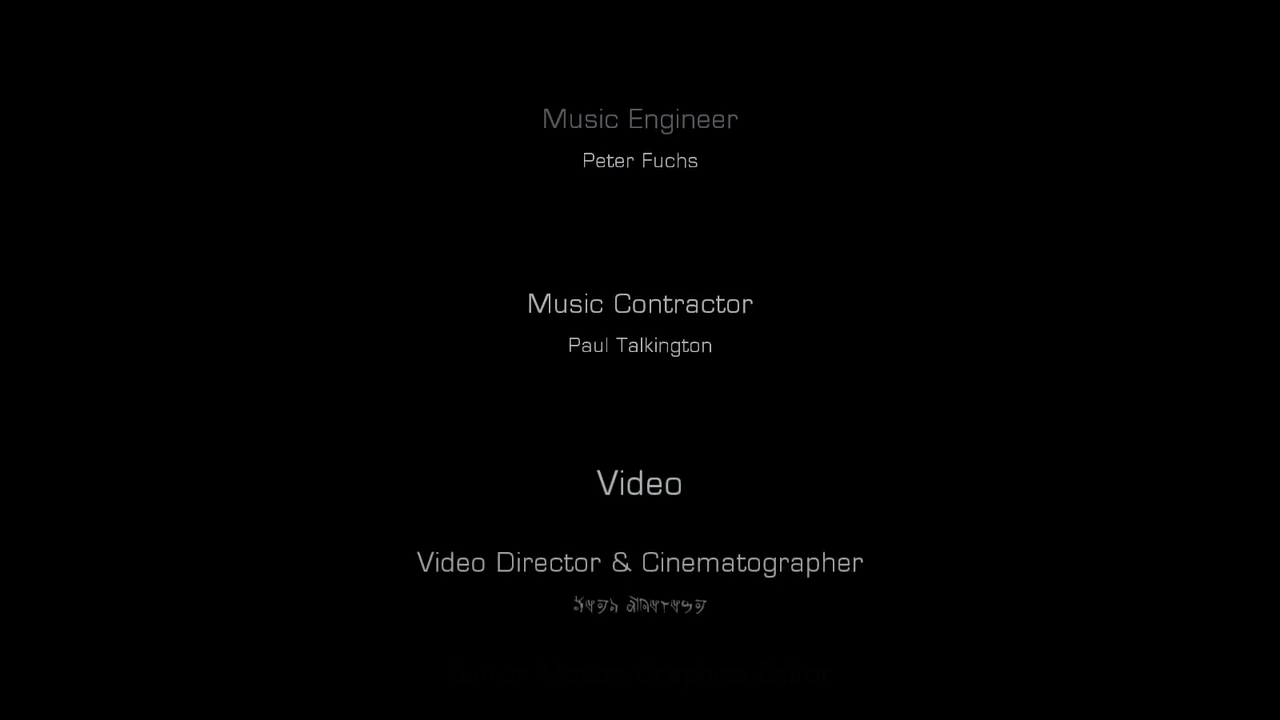 Music Engineer
Peter Fuchs
Music Contractor
Paul Talkington
Video
Video Director & Cinematographer